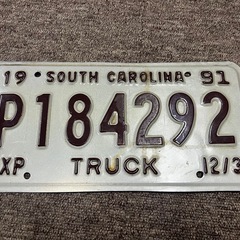 19 SOUTH CAROLINA 91
P184292
XP. TRUCK 12/3